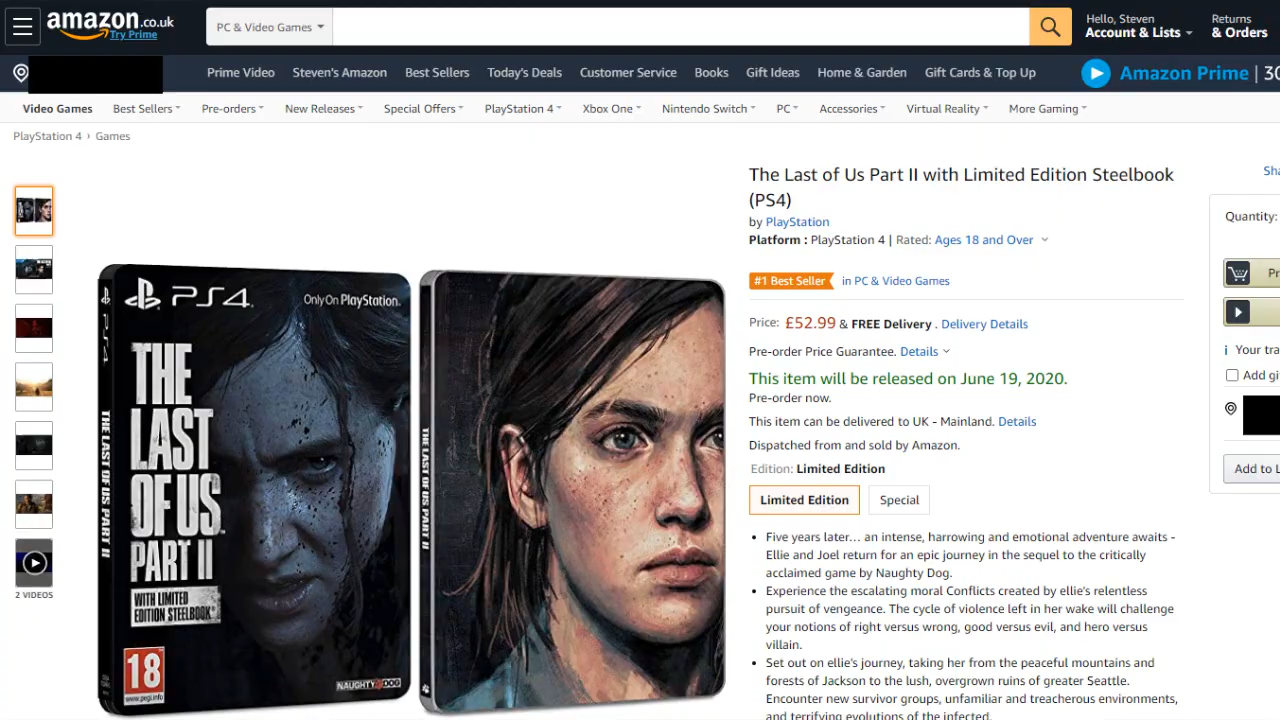 amazon.co.uk
Try Prime
PC & Video Games
Hello, Steven
Account & Lists
Returns
& Orders
Prime Video
Steven's Amazon
Best Sellers
Today's Deals
Customer Service
Books
Gift Ideas
Home & Garden
Gift Cards & Top Up
Amazon Prime | 30
Video Games
Best Sellers
Pre-orders
New Releases
Special Offers
PlayStation 4
Xbox One
Nintendo Switch
PC
Accessories
Virtual Reality
More Gaming
PlayStation 4 › Games
2 VIDEOS
PS4
PS4
Only On PlayStation.
THE LAST OF US PART II
THE
LAST
OF US
PART II
WITH LIMITED
EDITION STEELBOOK
18
www.pegi.info
NAUGHTY DOG
THE LAST OF US PART II
The Last of Us Part II with Limited Edition Steelbook
(PS4)
by PlayStation
Platform : PlayStation 4 | Rated: Ages 18 and Over
#1 Best Seller in PC & Video Games
Price: £52.99 & FREE Delivery . Delivery Details
Pre-order Price Guarantee. Details
This item will be released on June 19, 2020.
Pre-order now.
This item can be delivered to UK - Mainland. Details
Dispatched from and sold by Amazon.
Edition: Limited Edition
Limited Edition
Special
• Five years later… an intense, harrowing and emotional adventure awaits -
Ellie and Joel return for an epic journey in the sequel to the critically
acclaimed game by Naughty Dog.
• Experience the escalating moral Conflicts created by ellie's relentless
pursuit of vengeance. The cycle of violence left in her wake will challenge
your notions of right versus wrong, good versus evil, and hero versus
villain.
• Set out on ellie's journey, taking her from the peaceful mountains and
forests of Jackson to the lush, overgrown ruins of greater Seattle.
Encounter new survivor groups, unfamiliar and treacherous environments,
and terrifying evolutions of the infected.
Sha
Quantity:
Pr
Your tra
Add gi
Add to L